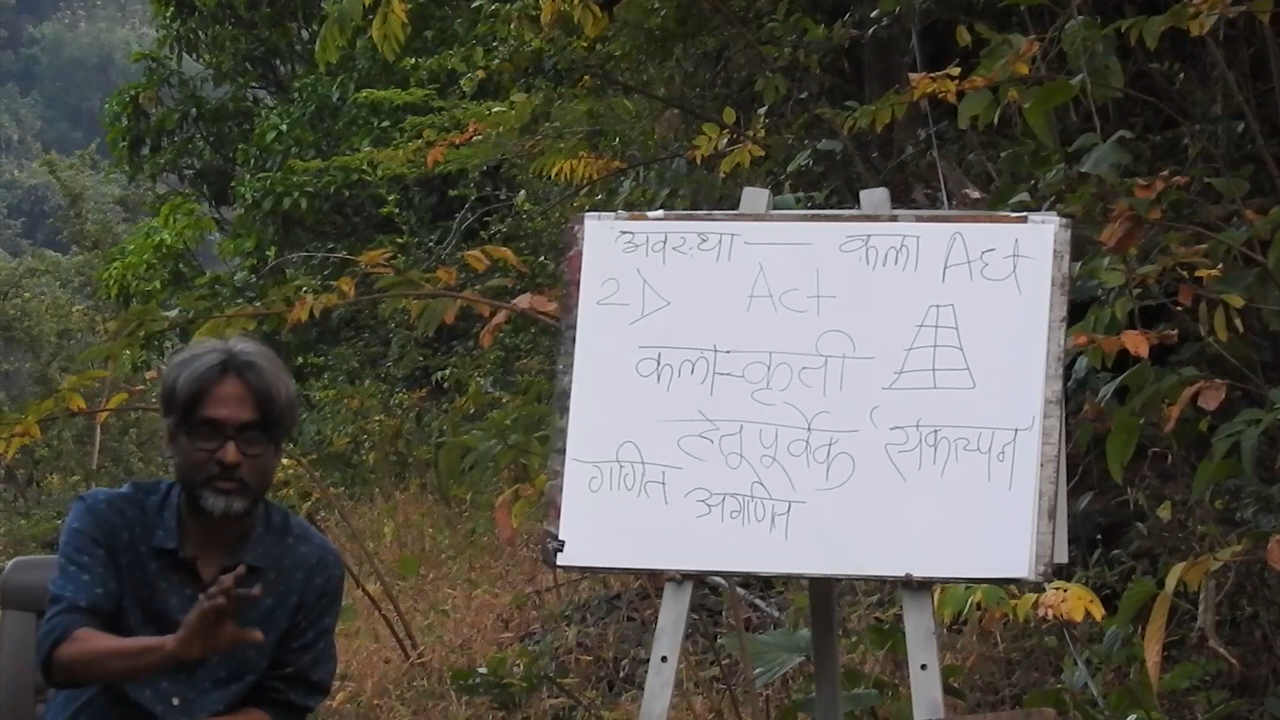 अवस्था — कला Act
2D Act
कला-कृती
हेतूपूर्वक 'संकल्पन'
गणित अगणित